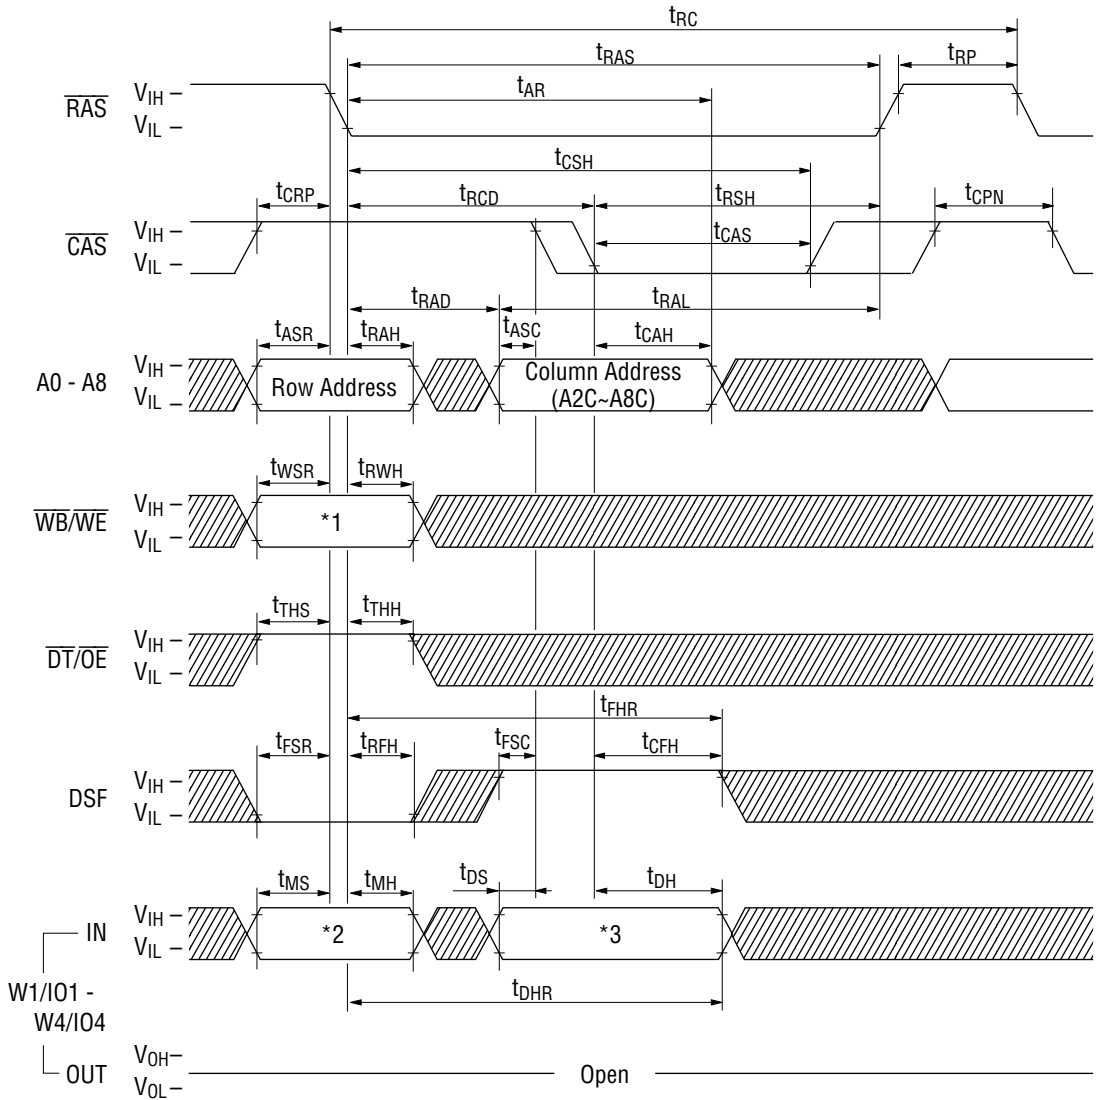 tRC
tRAS tRP
tAR
RAS VIH –
VIL –
tCSH
tCRP tRCD tRSH tCPN
CAS VIH –
tCAS
VIL –
tRAD tRAL
tASR tRAH tASC tCAH
A0 - A8 VIH –
VIL –
Row Address
Column Address
(A2C~A8C)
tWSR tRWH
WB/WE VIH –
VIL –
*1
tTHS tTHH
DT/OE VIH –
VIL –
tFHR
tFSR tRFH tFSC tCFH
DSF VIH –
VIL –
tMS tMH tDS tDH
IN VIH –
VIL –
*2 *3
tDHR
W1/IO1 -
W4/IO4
OUT VOH–
VOL –
Open